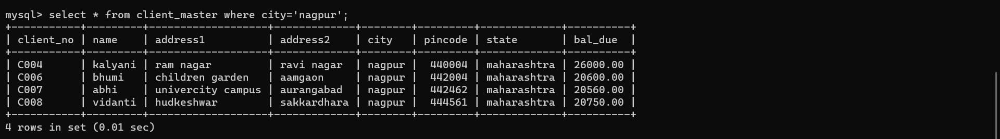 mysql> select * from client_master where city='nagpur';
+-----------+---------+-------------------+-------------+--------+---------+-------------+----------+
| client_no | name    | address1          | address2    | city   | pincode | state       | bal_due  |
+-----------+---------+-------------------+-------------+--------+---------+-------------+----------+
| C004      | kalyani | ram nagar         | ravi nagar  | nagpur |  440004 | maharashtra | 26000.00 |
| C006      | bhumi   | children garden   | aamgaon     | nagpur |  442004 | maharashtra | 20600.00 |
| C007      | abhi    | univercity campus | aurangabad  | nagpur |  442462 | maharashtra | 20560.00 |
| C008      | vidanti | hudkeshwar        | sakkardhara | nagpur |  444561 | maharashtra | 20750.00 |
+-----------+---------+-------------------+-------------+--------+---------+-------------+----------+
4 rows in set (0.01 sec)